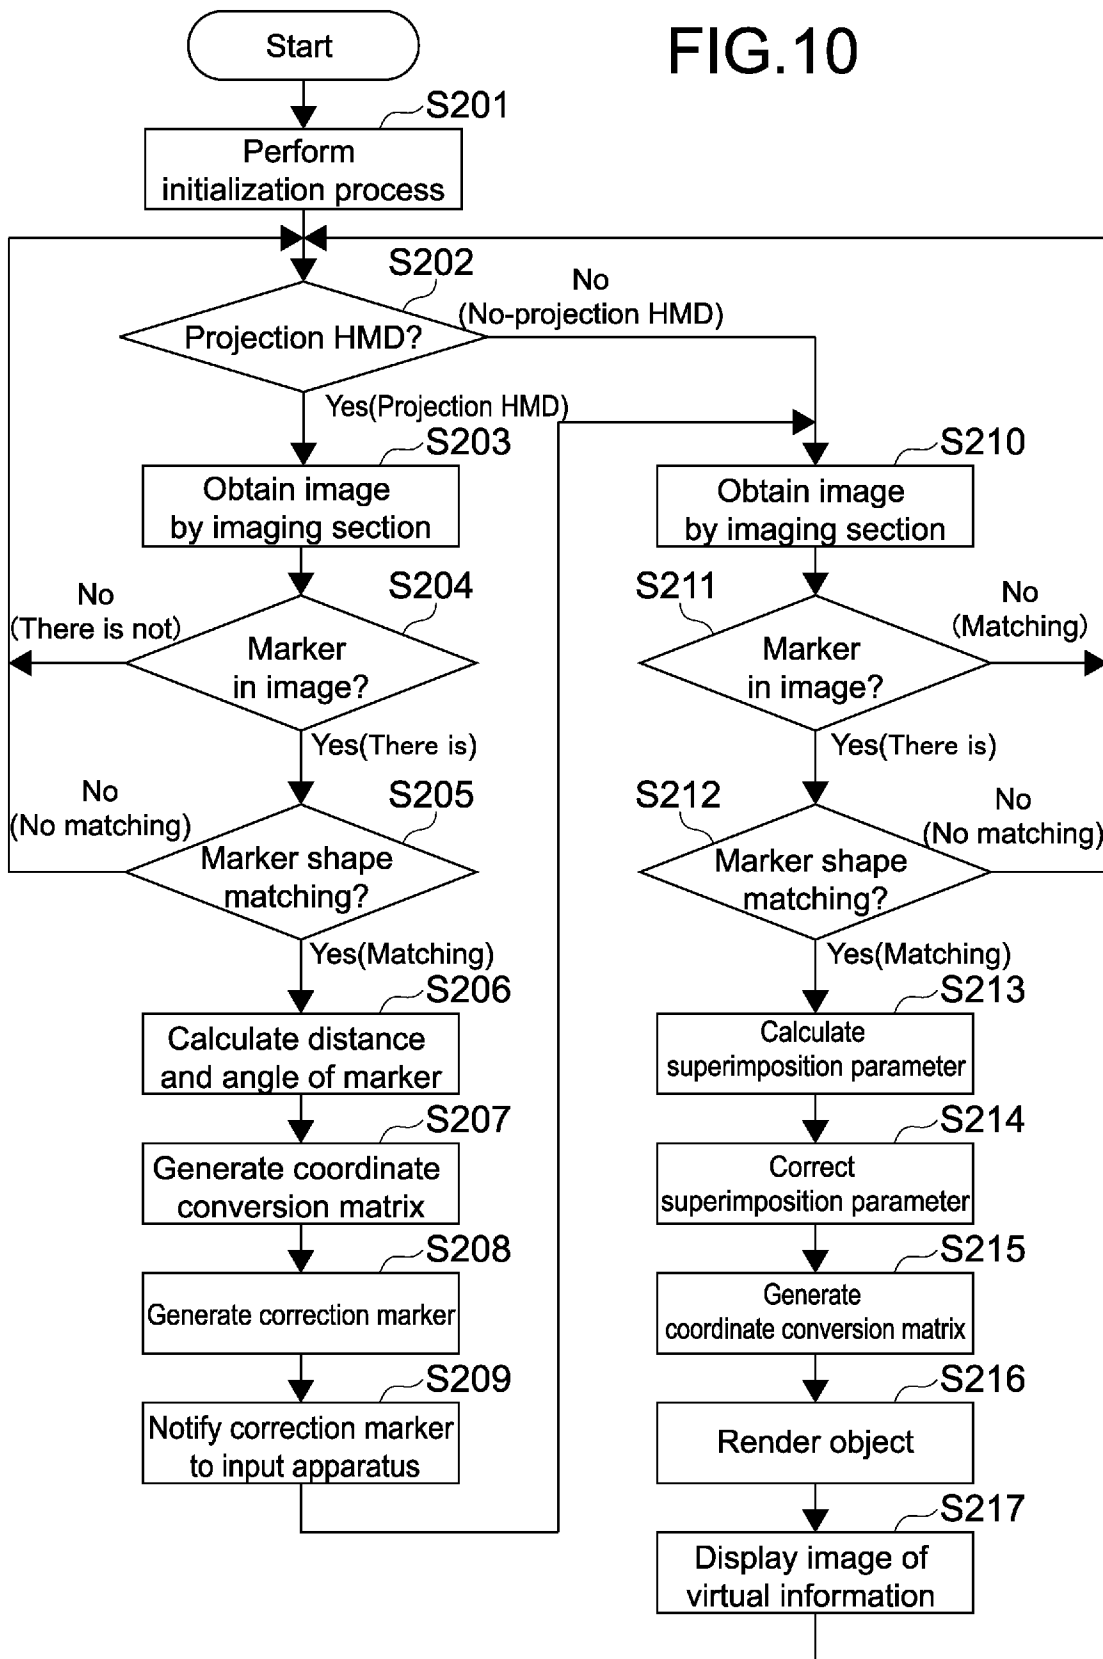 FIG.10
Start
S201
Perform
initialization process
S202
Projection HMD?
No
(No-projection HMD)
Yes(Projection HMD)
S203
Obtain image
by imaging section
S204
Marker
in image?
No
(There is not)
Yes(There is)
S205
Marker shape
matching?
No
(No matching)
Yes(Matching)
S206
Calculate distance
and angle of marker
S207
Generate coordinate
conversion matrix
S208
Generate correction marker
S209
Notify correction marker
to input apparatus
S210
Obtain image
by imaging section
S211
Marker
in image?
No
(Matching)
Yes(There is)
S212
Marker shape
matching?
No
(No matching)
Yes(Matching)
S213
Calculate
superimposition parameter
S214
Correct
superimposition parameter
S215
Generate
coordinate conversion matrix
S216
Render object
S217
Display image of
virtual information